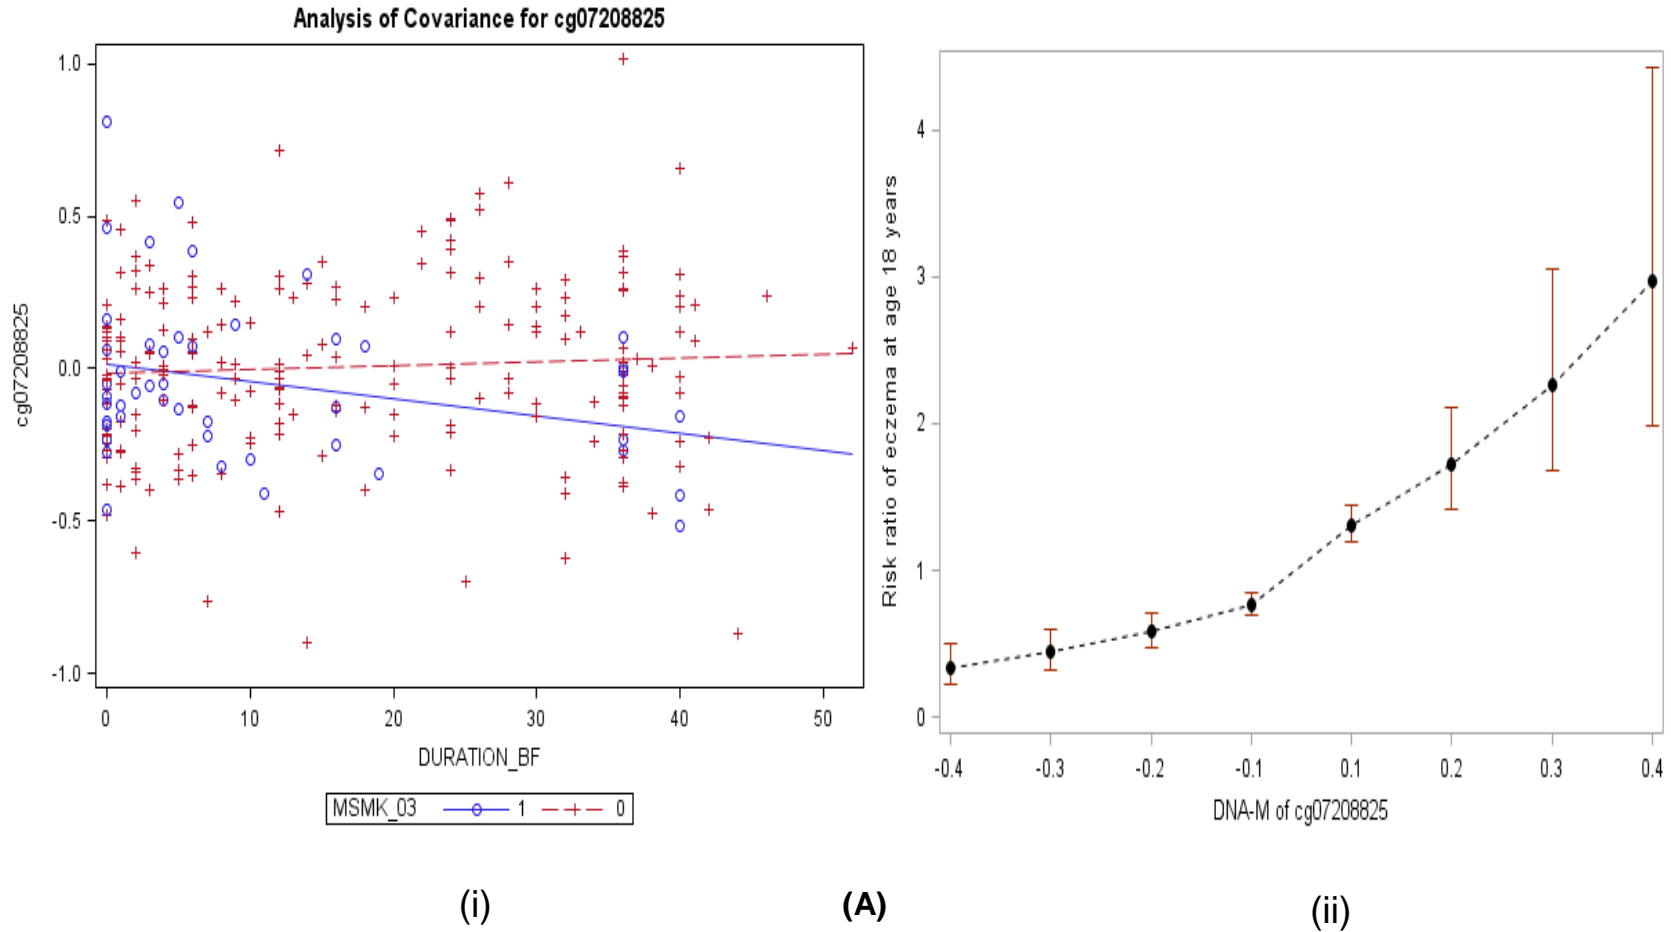 Analysis of Covariance for cg07208825
1.0
0.5
0.0
-0.5
-1.0
cg07208825
0 10 20 30 40 50
DURATION_BF
MSMK_03 1 0
(i)
(A)
Risk ratio of eczema at age 18 years
4
3
2
1
0
-0.4 -0.3 -0.2 -0.1 0.1 0.2 0.3 0.4
DNA-M of cg07208825
(ii)